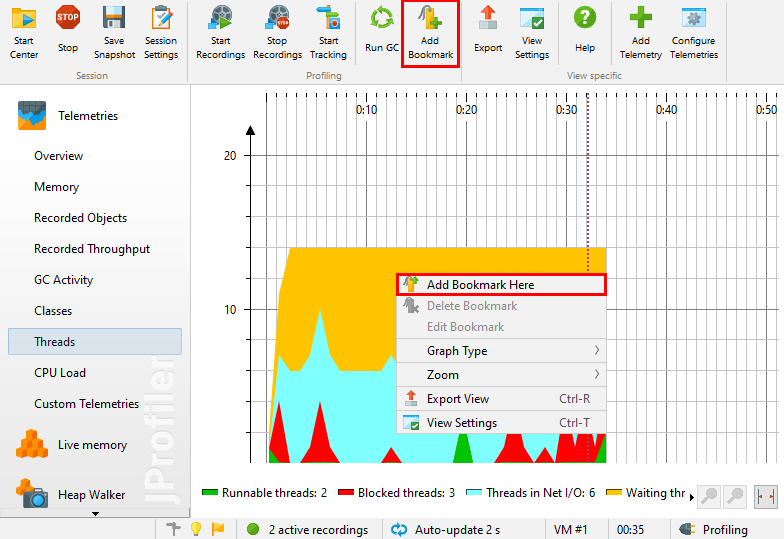 Start Center
Stop
Save Snapshot
Session Settings
Start Recordings
Stop Recordings
Start Tracking
Run GC
Add Bookmark
Export
View Settings
Help
Add Telemetry
Configure Telemetries
Session
Profiling
View specific
Telemetries
Overview
Memory
Recorded Objects
Recorded Throughput
GC Activity
Classes
Threads
CPU Load
Custom Telemetries
Live memory
Heap Walker
JProfiler
0:10 0:20 0:30 0:40 0:50
20
10
Add Bookmark Here
Delete Bookmark
Edit Bookmark
Graph Type
Zoom
Export View Ctrl-R
View Settings Ctrl-T
Runnable threads: 2 Blocked threads: 3 Threads in Net I/O: 6 Waiting thr
2 active recordings Auto-update 2 s VM #1 00:35 Profiling